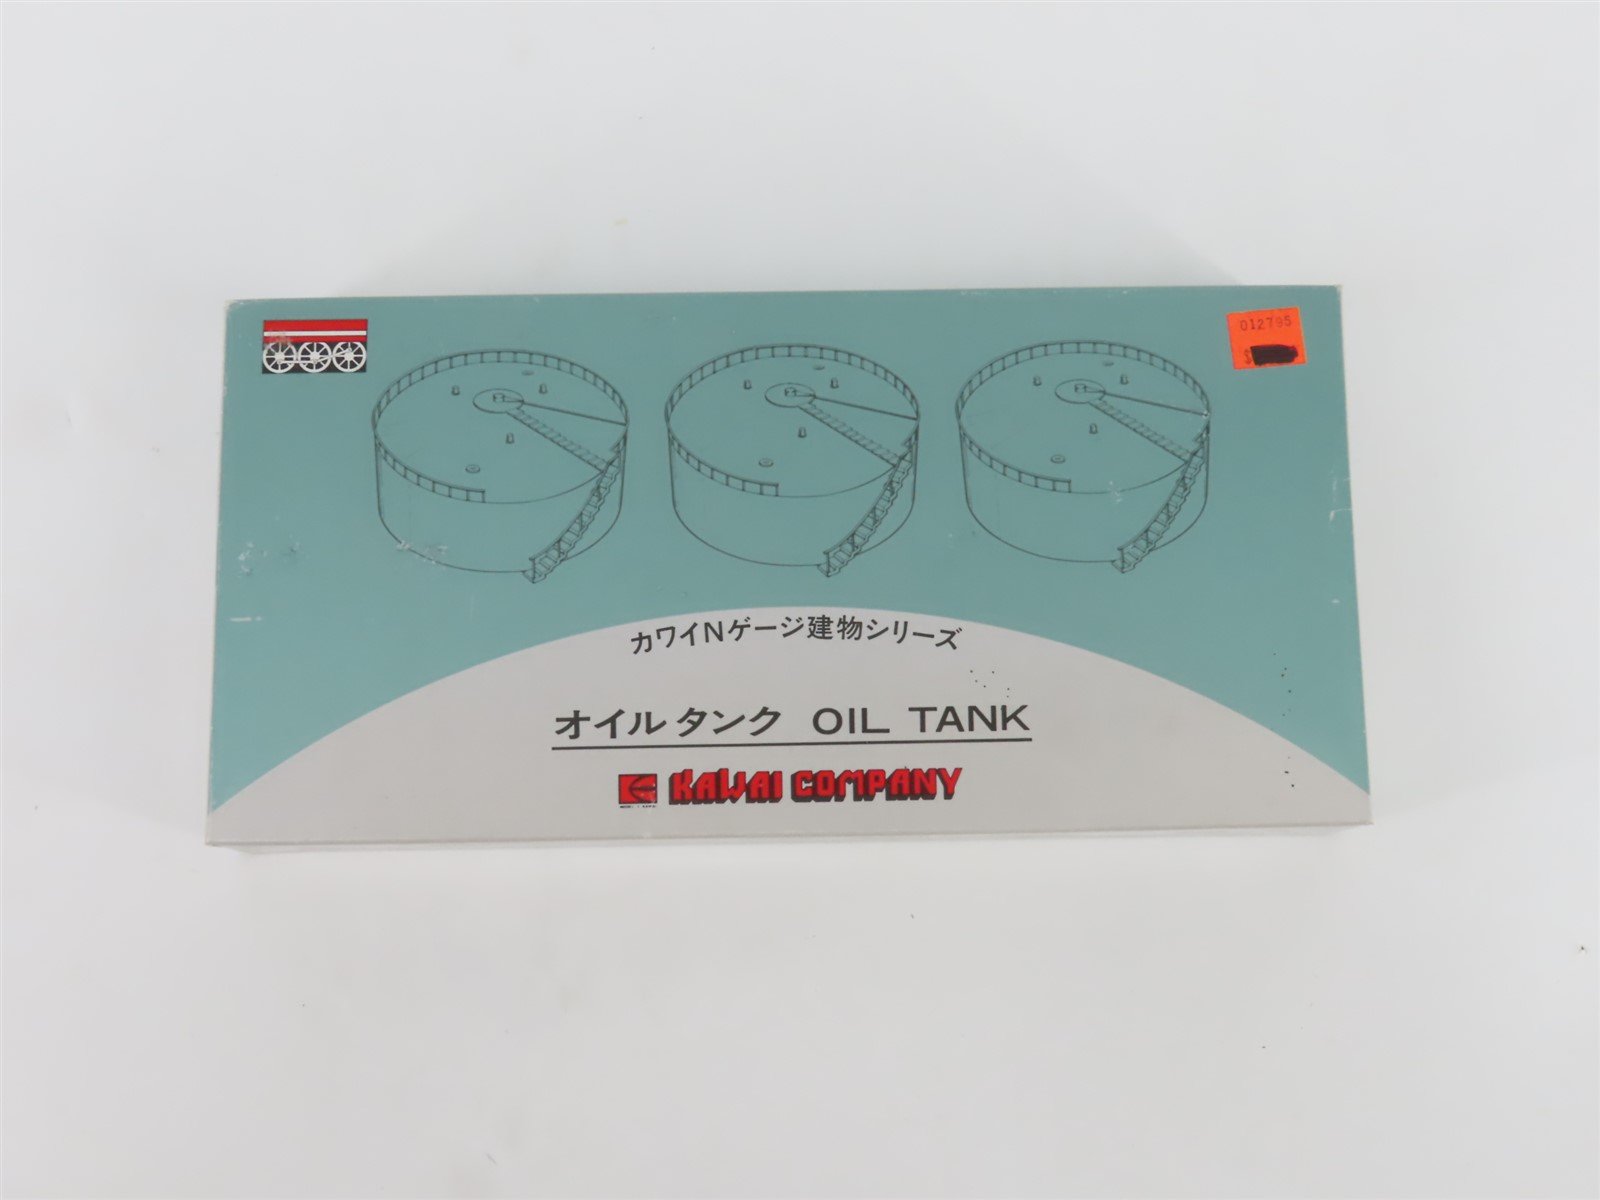 012795
$
カワイNゲージ建物シリーズ
オイルタンク OIL TANK
KAWAI COMPANY